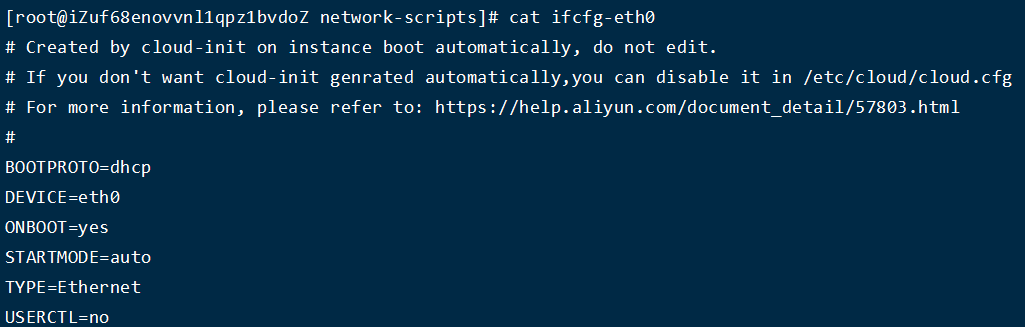 [root@iZuf68enovvnl1qpz1bvdoZ network-scripts]# cat ifcfg-eth0
# Created by cloud-init on instance boot automatically, do not edit.
# If you don't want cloud-init genrated automatically,you can disable it in /etc/cloud/cloud.cfg
# For more information, please refer to: https://help.aliyun.com/document_detail/57803.html
#
BOOTPROTO=dhcp
DEVICE=eth0
ONBOOT=yes
STARTMODE=auto
TYPE=Ethernet
USERCTL=no